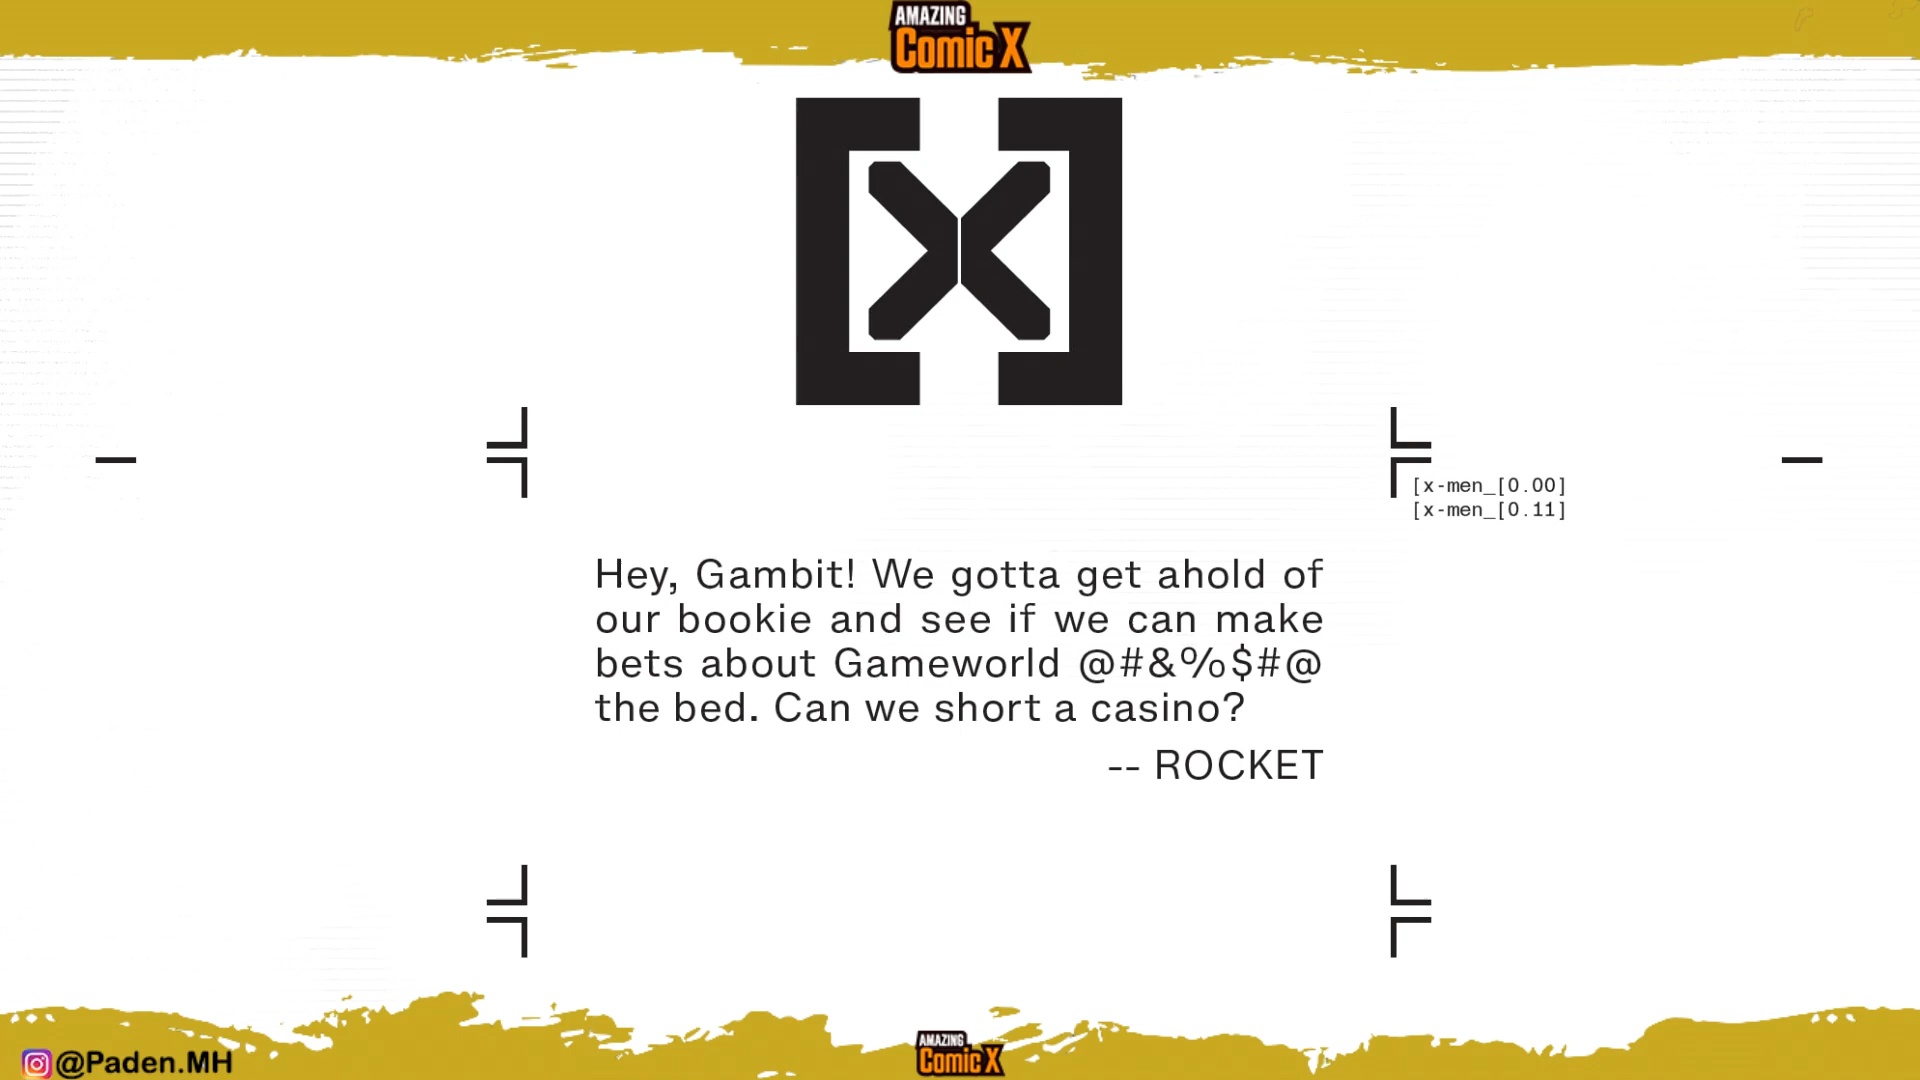 AMAZING
Comic X
[X]
[x-men_[0.00]
[x-men_[0.11]
Hey, Gambit! We gotta get ahold of
our bookie and see if we can make
bets about Gameworld @#&%$#@
the bed. Can we short a casino?
-- ROCKET
AMAZING
Comic X
@Paden.MH